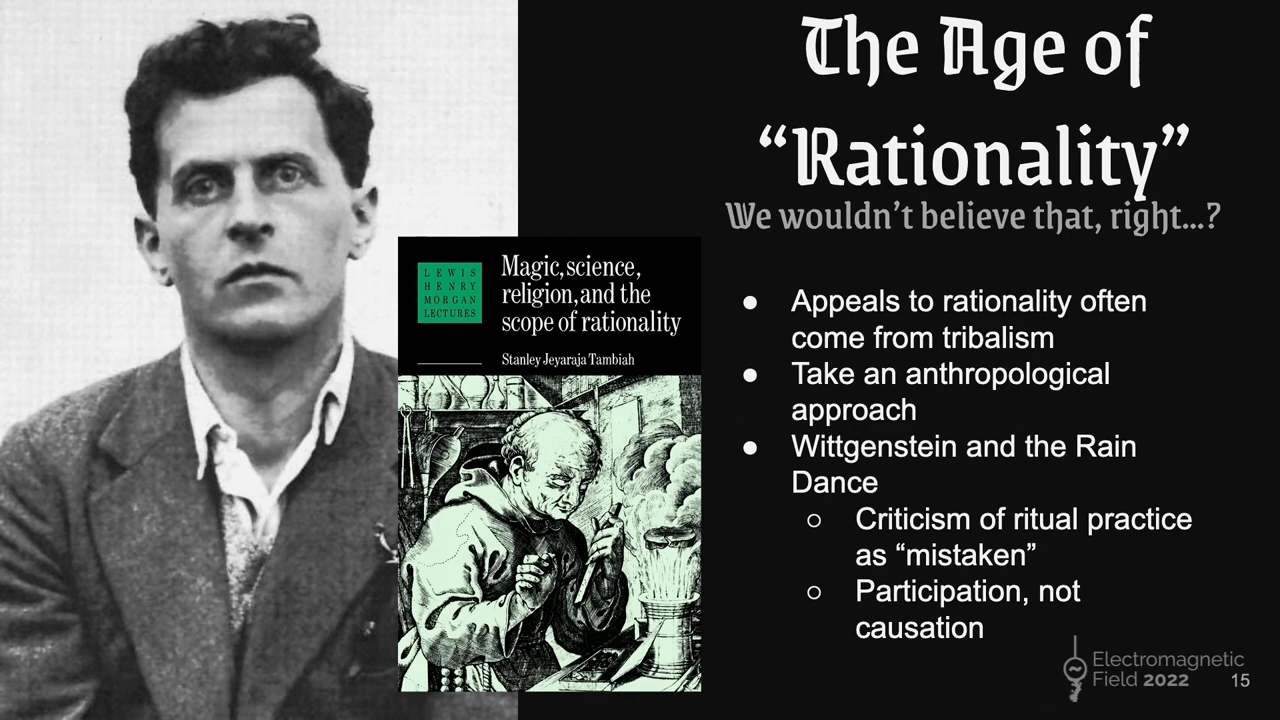 The Age of
“Rationality”
We wouldn’t believe that, right...?
LEWIS
HENRY
MORGAN
LECTURES
Magic, science,
religion, and the
scope of rationality
Stanley Jeyaraja Tambiah
● Appeals to rationality often
come from tribalism
● Take an anthropological
approach
● Wittgenstein and the Rain
Dance
○ Criticism of ritual practice
as “mistaken”
○ Participation, not
causation
Electromagnetic
Field 2022
15